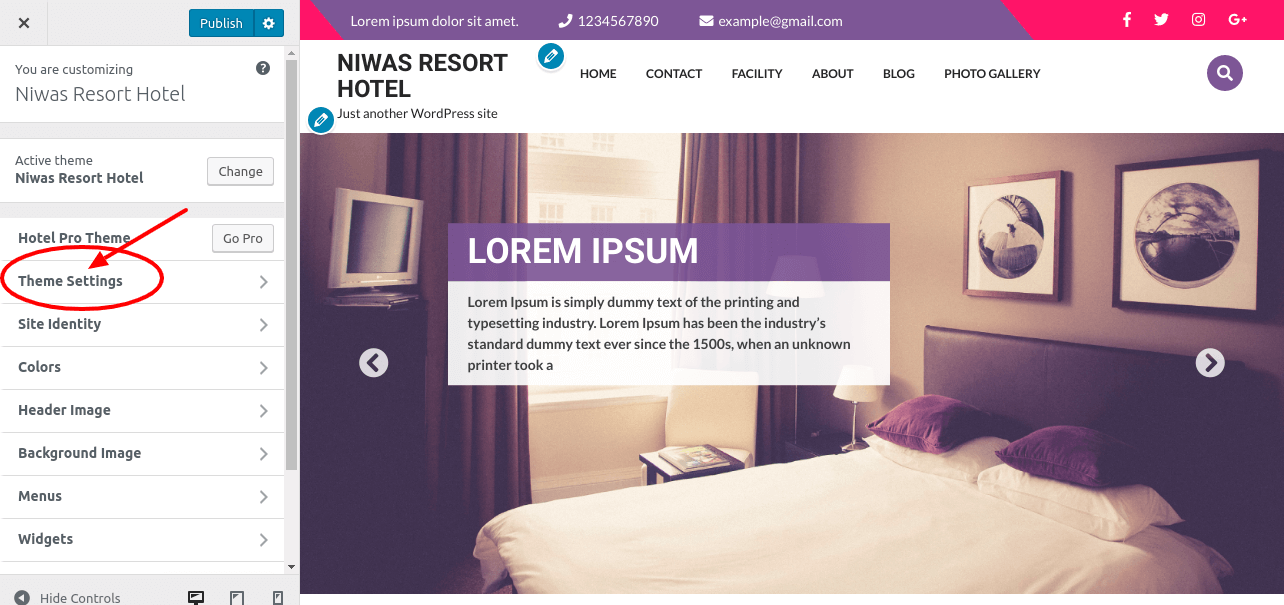 Publish
You are customizing
Niwas Resort Hotel
Active theme
Niwas Resort Hotel
Change
Hotel Pro Theme
Go Pro
Theme Settings
Site Identity
Colors
Header Image
Background Image
Menus
Widgets
Hide Controls
Lorem ipsum dolor sit amet. 1234567890 example@gmail.com
NIWAS RESORT
HOTEL
Just another WordPress site
HOME CONTACT FACILITY ABOUT BLOG PHOTO GALLERY
LOREM IPSUM
Lorem Ipsum is simply dummy text of the printing and
typesetting industry. Lorem Ipsum has been the industry’s
standard dummy text ever since the 1500s, when an unknown
printer took a